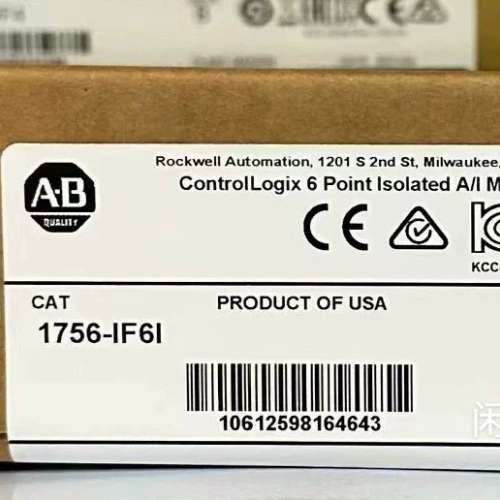 Rockwell Automation, 1201 S 2nd St, Milwaukee,
ControlLogix 6 Point Isolated A/I M
A-B
QUALITY
CE
KCC
CAT
PRODUCT OF USA
1756-IF6I
10612598164643
闲